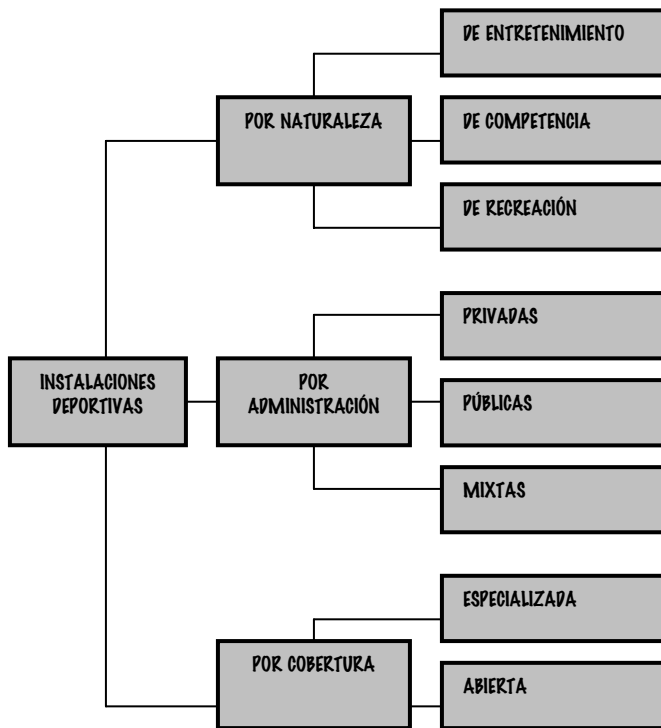 DE ENTRETENIMIENTO
POR NATURALEZA
DE COMPETENCIA
DE RECREACIÓN
PRIVADAS
INSTALACIONES
DEPORTIVAS
POR
ADMINISTRACIÓN
PÚBLICAS
MIXTAS
ESPECIALIZADA
POR COBERTURA
ABIERTA